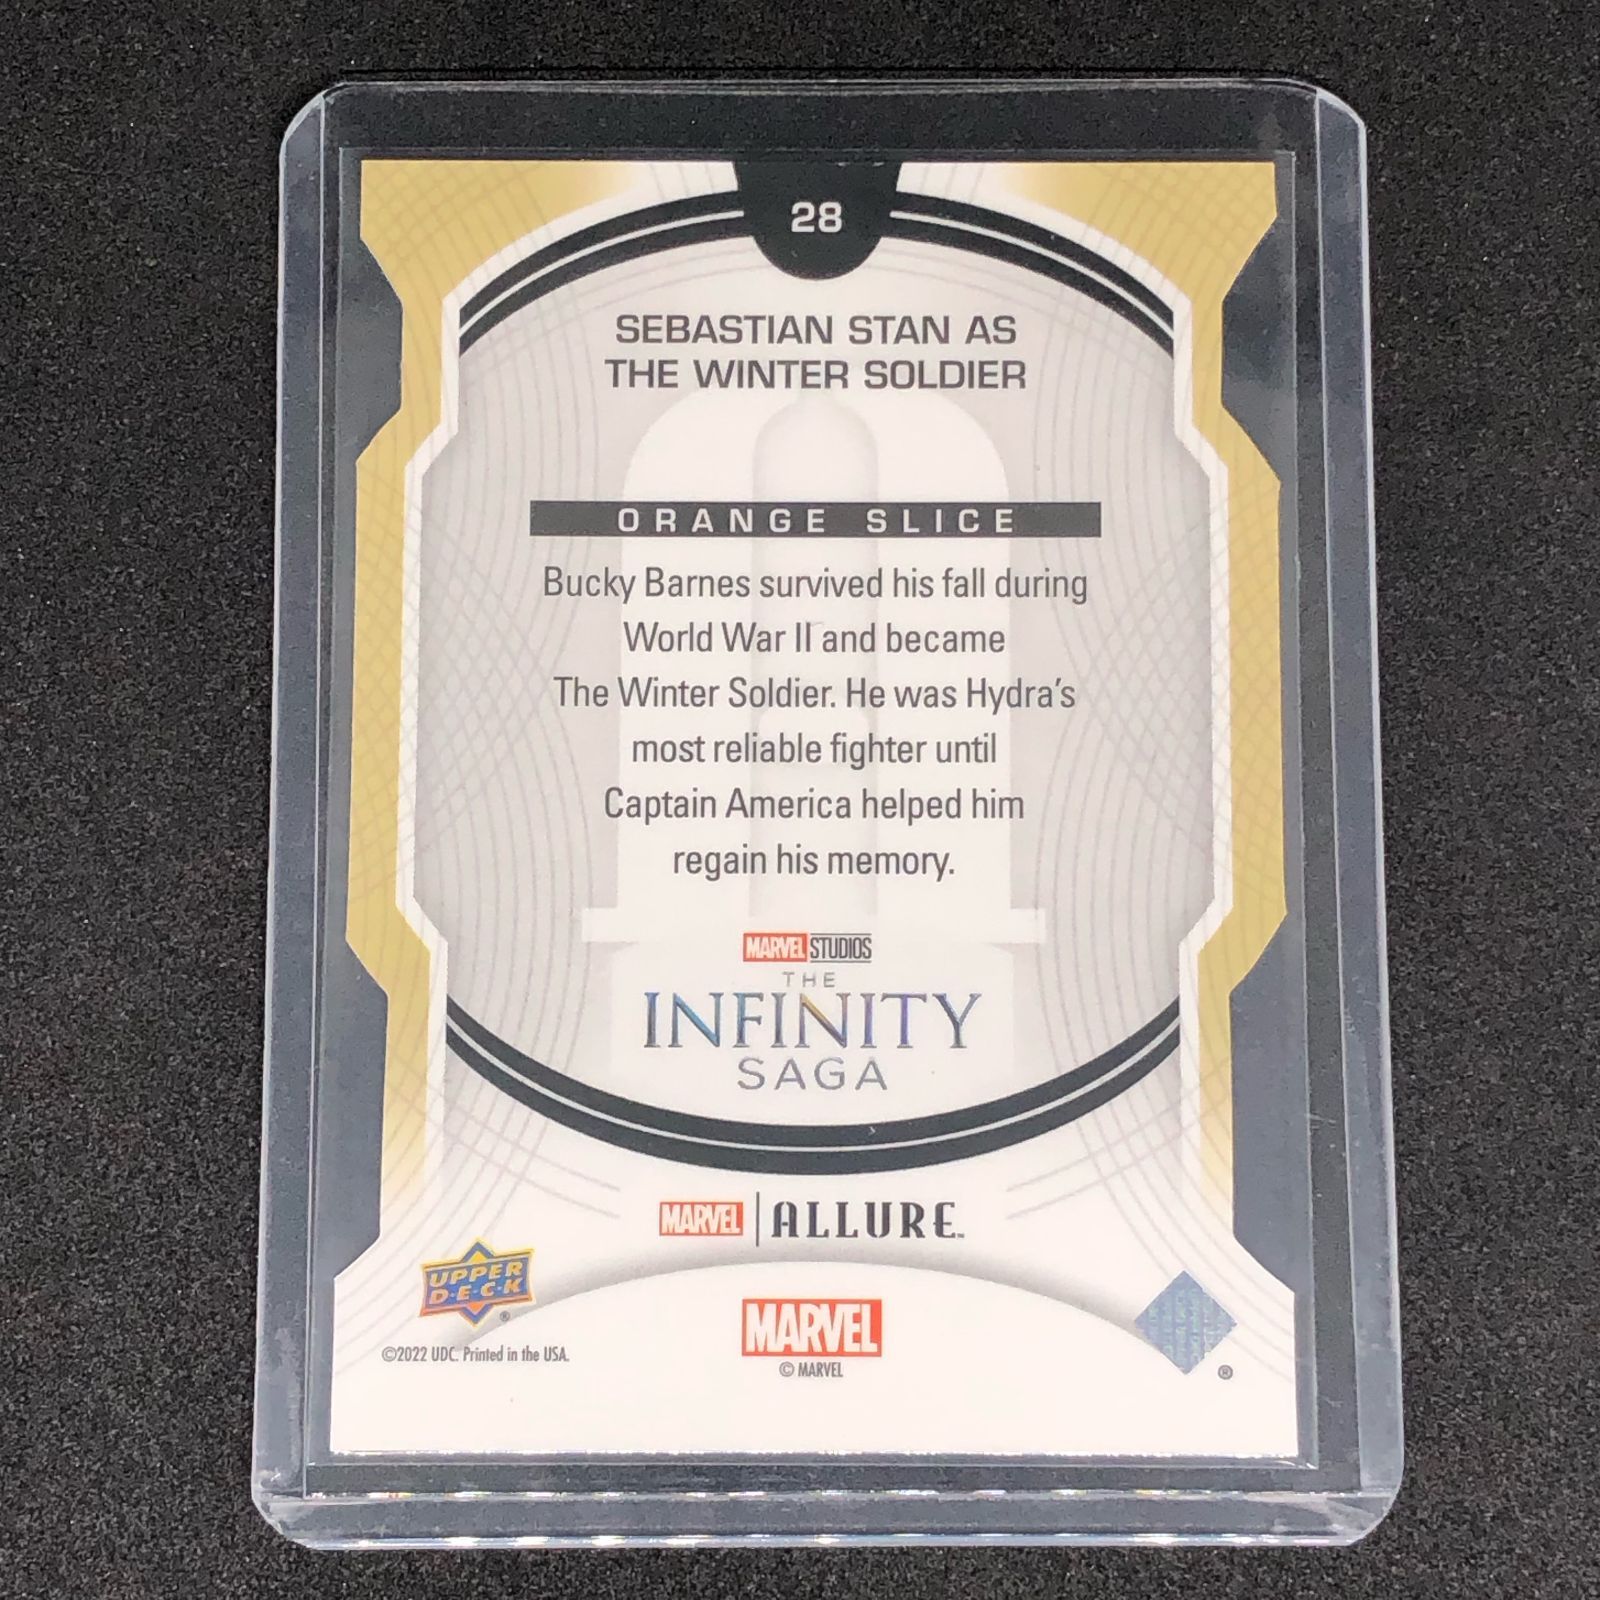 28
SEBASTIAN STAN AS
THE WINTER SOLDIER
ORANGE SLICE
Bucky Barnes survived his fall during
World War II and became
The Winter Soldier. He was Hydra's
most reliable fighter until
Captain America helped him
regain his memory.
MARVEL STUDIOS
THE
INFINITY
SAGA
MARVEL | ALLURE™
UPPER
D·E·C·K
®
©2022 UDC. Printed in the USA.
MARVEL
© MARVEL
®